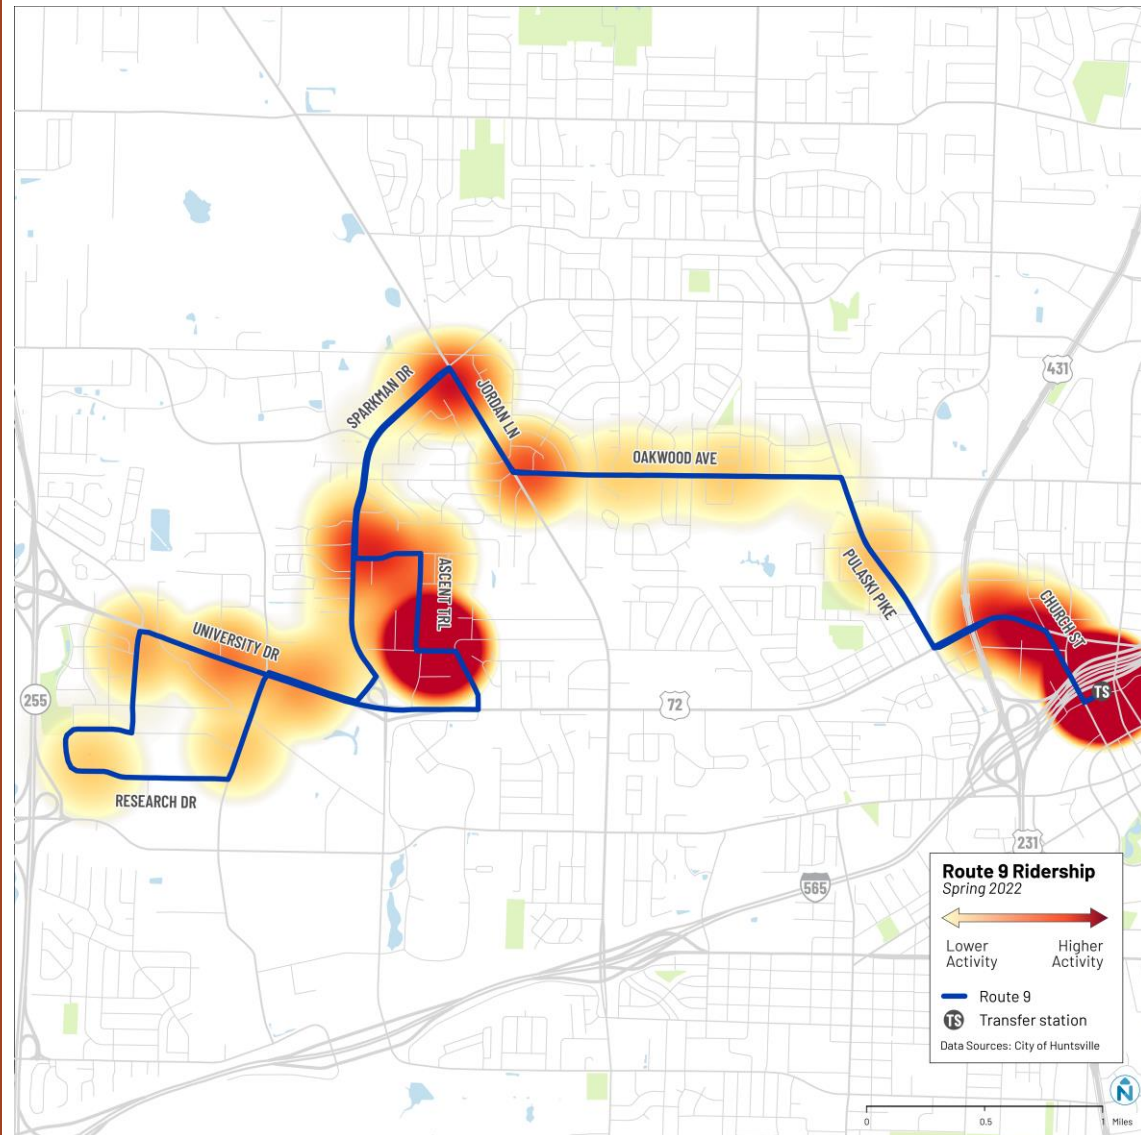 431
SPARKMAN DR
JORDAN LN
OAKWOOD AVE
ASCENT TRL
PULASKI PIKE
CHURCH ST
UNIVERSITY DR
255
72
TS
RESEARCH DR
231
565
Route 9 Ridership
Spring 2022
Lower Activity
Higher Activity
Route 9
TS Transfer station
Data Sources: City of Huntsville
N
0 0.5 1 Miles